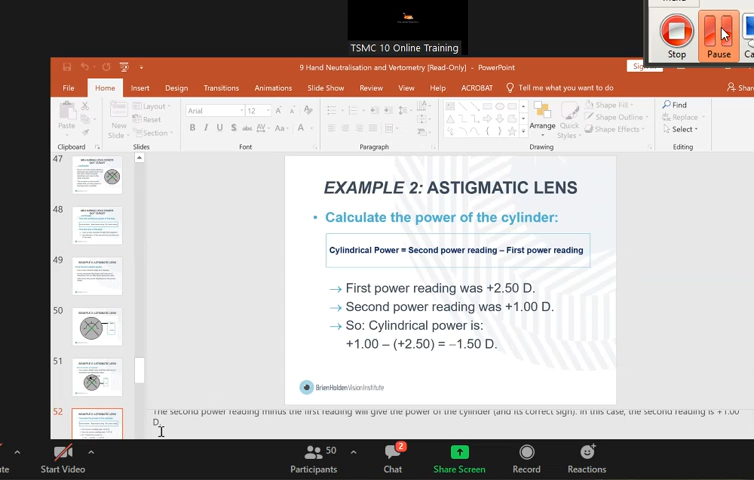 TSMC 10 Online Training
Stop
Pause
9 Hand Neutralisation and Vertometry [Read-Only] - PowerPoint
File
Home
Insert
Design
Transitions
Animations
Slide Show
Review
View
ACROBAT
Tell me what you want to do
Paste
New
Slide
Layout
Reset
Section
Arial
12
Arrange
Quick
Styles
Shape Fill
Shape Outline
Shape Effects
Find
Replace
Select
Clipboard
Slides
Font
Paragraph
Drawing
Editing
47
48
49
50
51
52
EXAMPLE 2: ASTIGMATIC LENS
• Calculate the power of the cylinder:
Cylindrical Power = Second power reading – First power reading
→ First power reading was +2.50 D.
→ Second power reading was +1.00 D.
→ So: Cylindrical power is:
+1.00 – (+2.50) = –1.50 D.
BrienHoldenVisionInstitute
The second power reading minus the first reading will give the power of the cylinder (and its correct sign). In this case, the second reading is +1.00
D.
Start Video
50
Participants
2
Chat
Share Screen
Record
Reactions